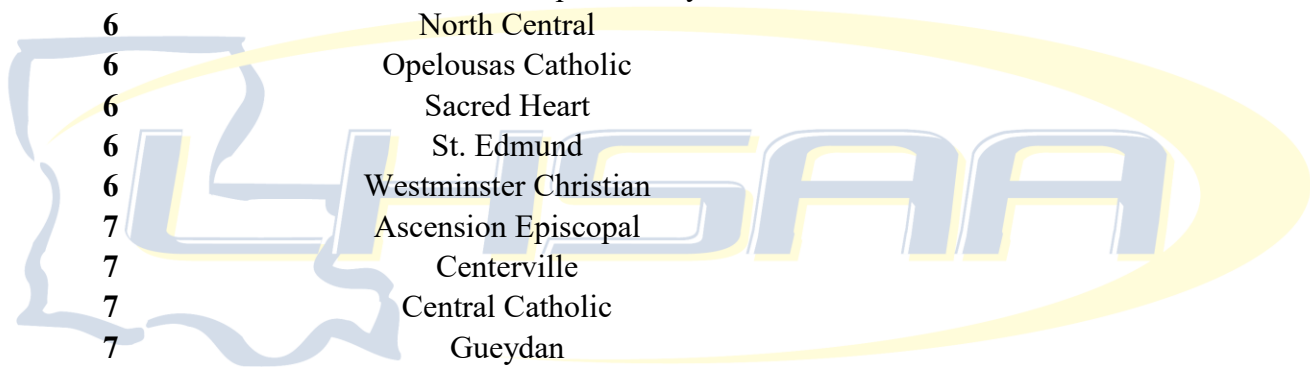 6 North Central
6 Opelousas Catholic
6 Sacred Heart
6 St. Edmund
6 Westminster Christian
7 Ascension Episcopal
7 Centerville
7 Central Catholic
7 Gueydan
LHSAA